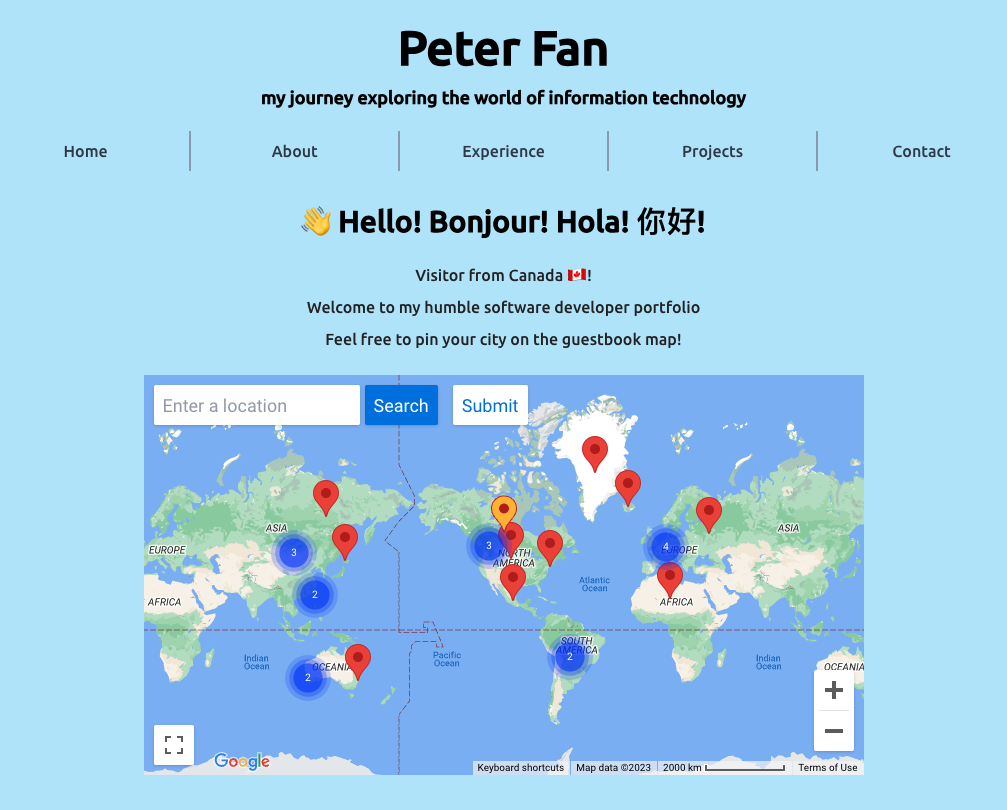 Peter Fan
my journey exploring the world of information technology
Home
About
Experience
Projects
Contact
👋 Hello! Bonjour! Hola! 你好!
Visitor from Canada 🇨🇦!
Welcome to my humble software developer portfolio
Feel free to pin your city on the guestbook map!
Enter a location
Search
Submit
ASIA
EUROPE
3
2
AFRICA
Indian
Ocean
2
OCEANIA
Pacific
Ocean
3
NORTH
AMERICA
Atlantic
Ocean
SOUTH
AMERICA
2
4
EUROPE
ASIA
AFRICA
Indian
Ocean
OCEANIA
Google
Keyboard shortcuts
Map data ©2023
2000 km
Terms of Use